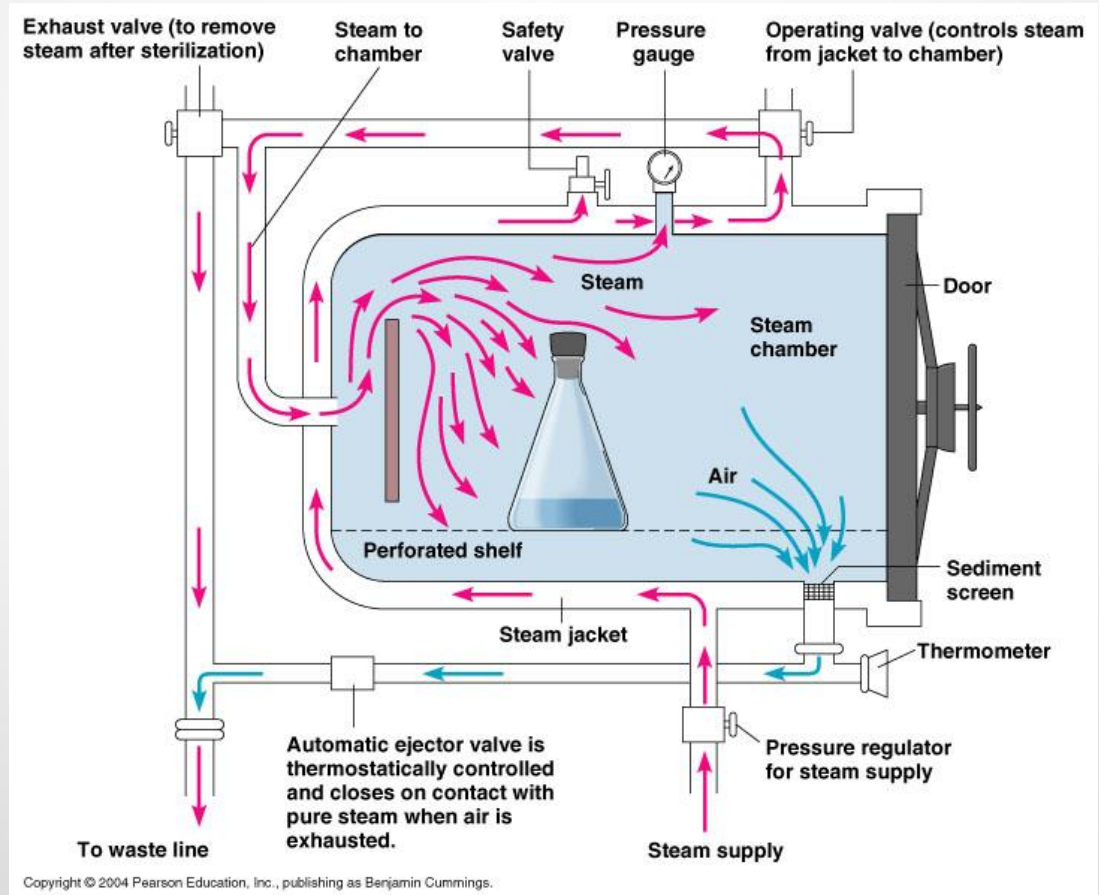 Exhaust valve (to remove
steam after sterilization)
Steam to
chamber
Safety
valve
Pressure
gauge
Operating valve (controls steam
from jacket to chamber)
Steam
Door
Steam
chamber
Air
Perforated shelf
Sediment
screen
Steam jacket
Thermometer
Automatic ejector valve is
thermostatically controlled
and closes on contact with
pure steam when air is
exhausted.
Pressure regulator
for steam supply
To waste line
Steam supply
Copyright © 2004 Pearson Education, Inc., publishing as Benjamin Cummings.